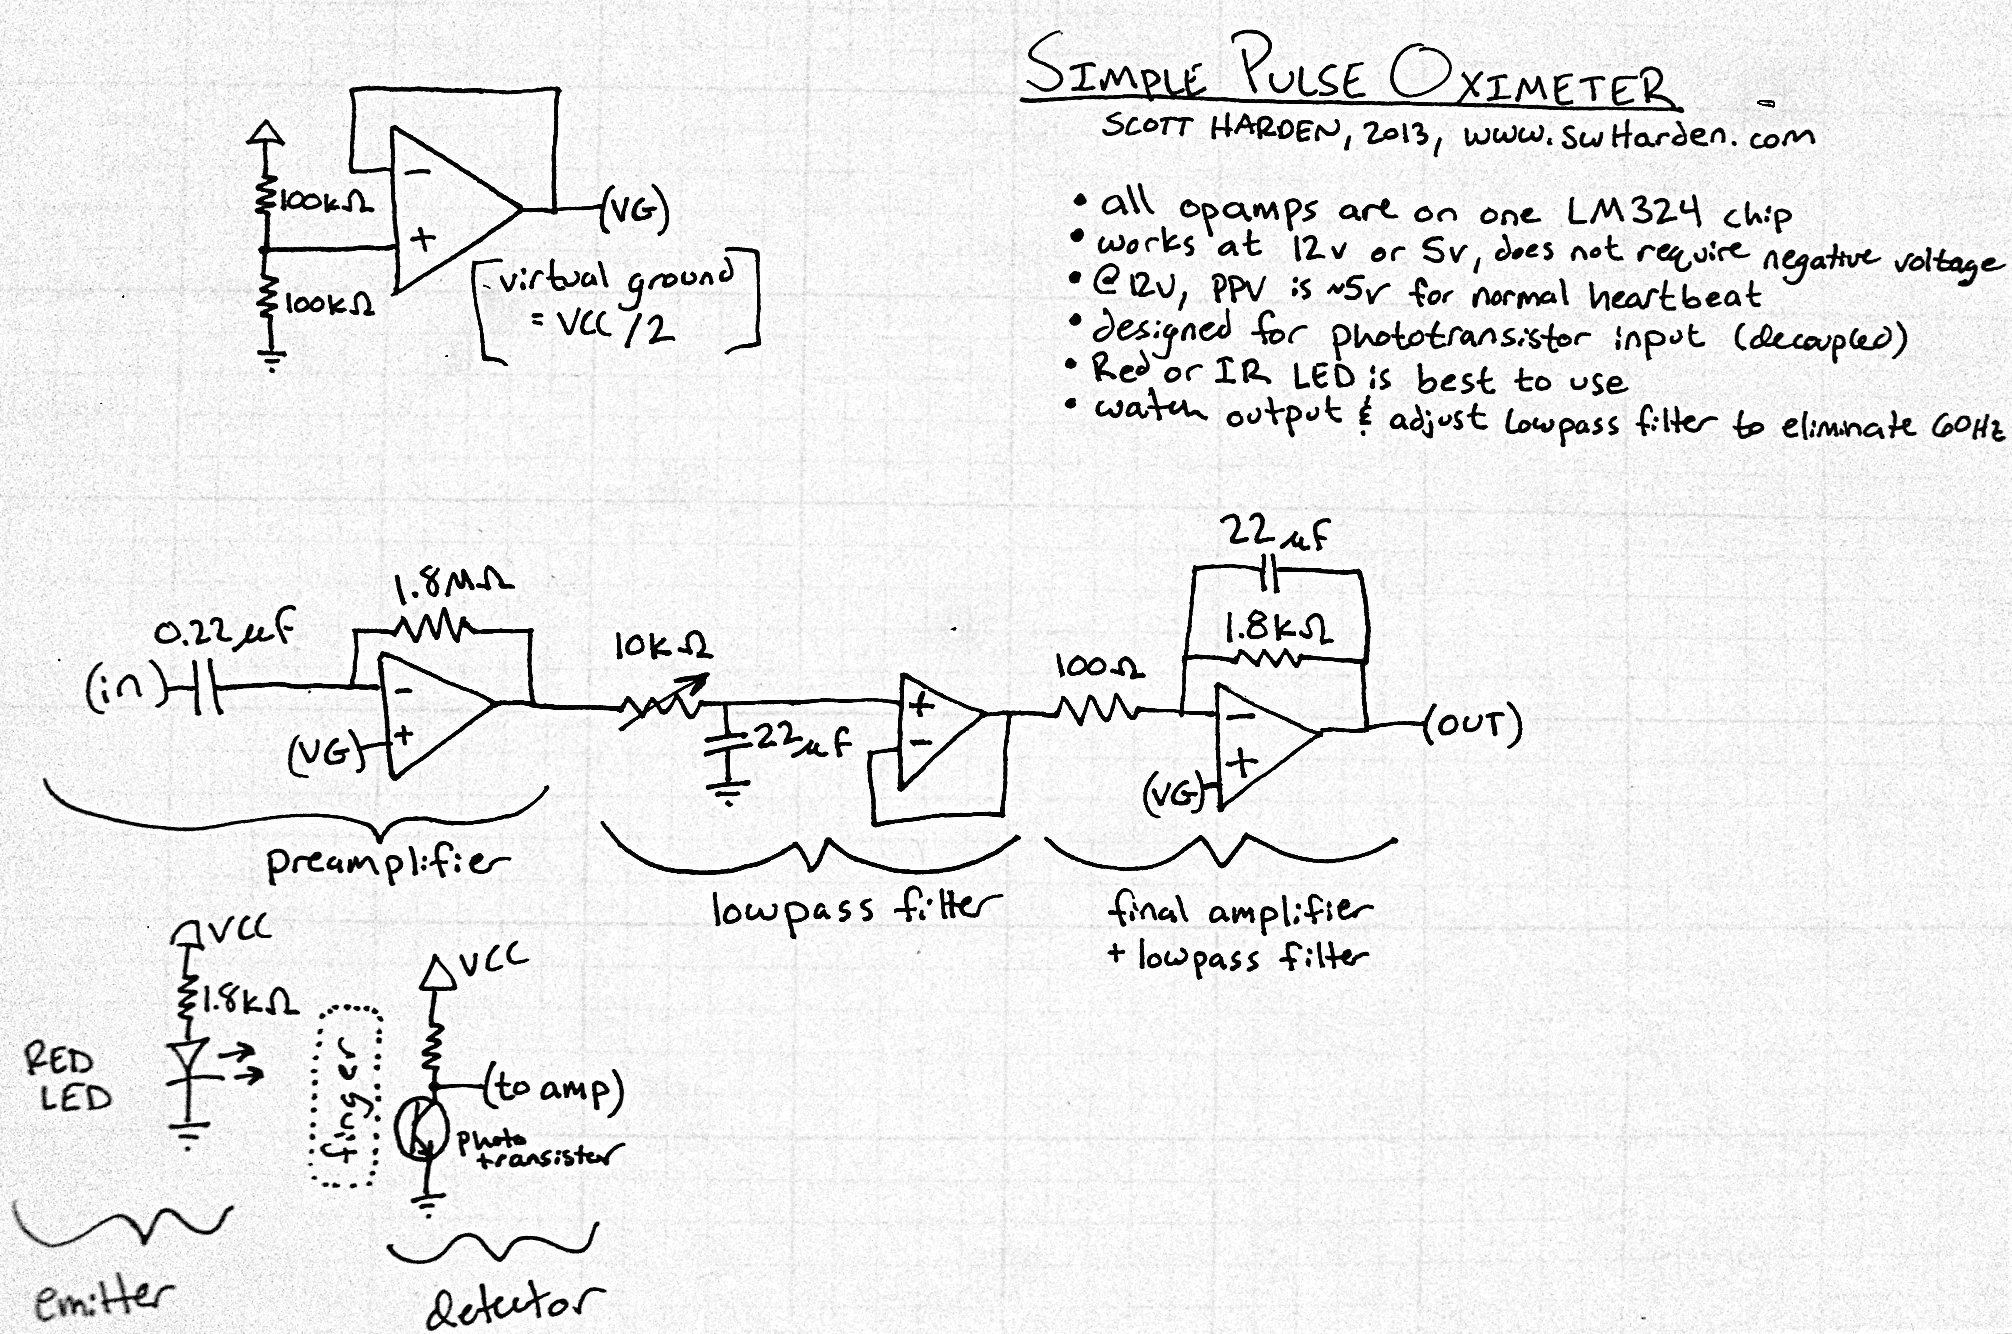 SIMPLE PULSE OXIMETER
SCOTT HARDEN, 2013, www.SWHarden.com
• all opamps are on one LM324 chip
• works at 12v or 5v, does not require negative voltage
• @ 12v, PPV is ~5v for normal heartbeat
• designed for phototransistor input (decoupled)
• Red or IR LED is best to use
• watch output & adjust lowpass filter to eliminate 60Hz
100kΩ
100kΩ
-
+
(VG)
[virtual ground
= VCC/2]
(in)
0.22µF
1.8MΩ
-
+
(VG)
preamplifier
10kΩ
22µF
+
-
lowpass filter
100Ω
22µF
1.8kΩ
-
+
(VG)
(OUT)
final amplifier
+ lowpass filter
VCC
1.8kΩ
RED
LED
emitter
finger
VCC
(to amp)
photo
transistor
detector